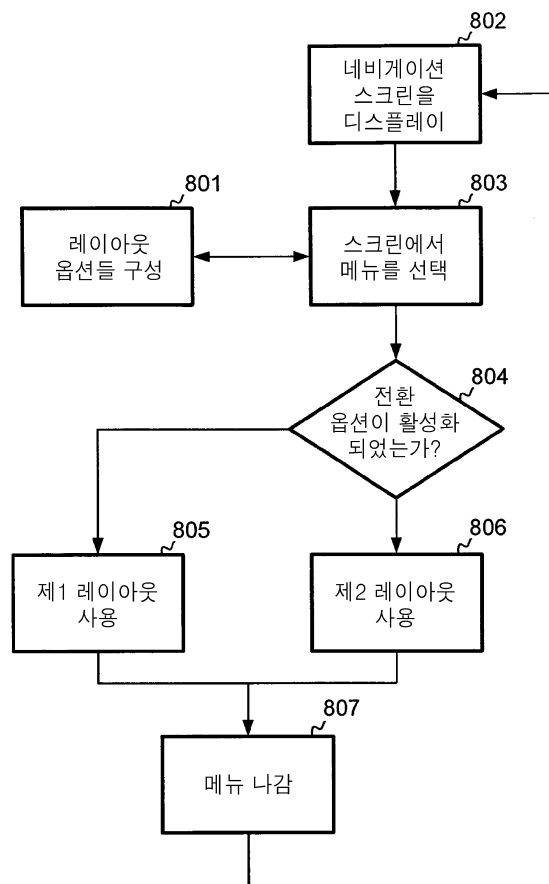 802
네비게이션
스크린을
디스플레이
801
레이아웃
옵션들 구성
803
스크린에서
메뉴를 선택
804
전환
옵션이 활성화
되었는가?
805
제1 레이아웃
사용
806
제2 레이아웃
사용
807
메뉴 나감